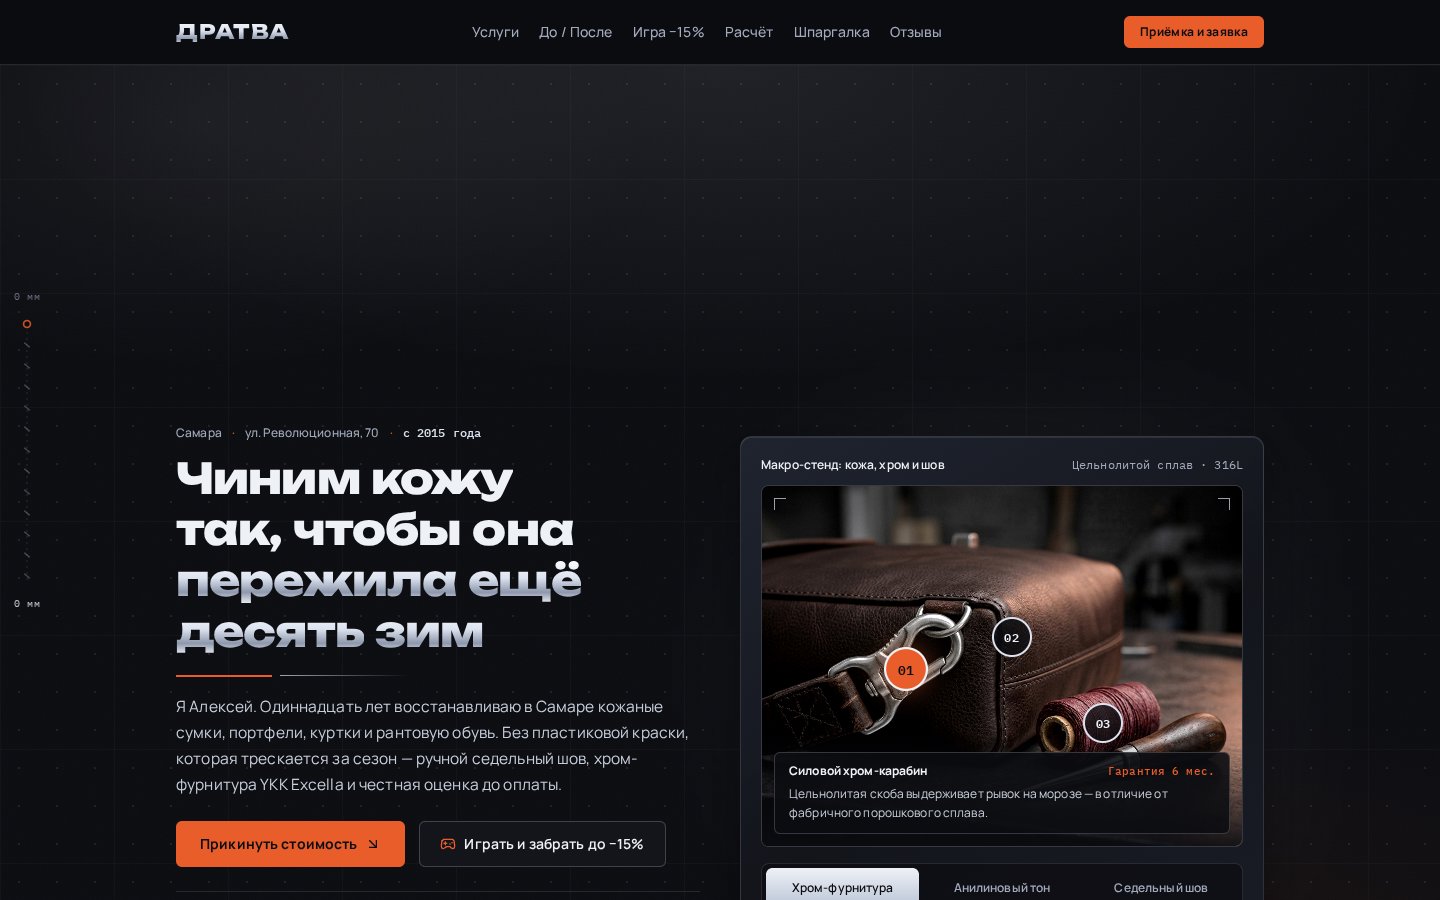 ДРАТВА
Услуги До / После Игра −15% Расчёт Шпаргалка Отзывы
Приёмка и заявка
0 мм
0 мм
Самара · ул. Революционная, 70 · с 2015 года
Чиним кожу
так, чтобы она
пережила ещё
десять зим
Я Алексей. Одиннадцать лет восстанавливаю в Самаре кожаные
сумки, портфели, куртки и рантовую обувь. Без пластиковой краски,
которая трескается за сезон — ручной седельный шов, хром-
фурнитура YKK Excella и честная оценка до оплаты.
Прикинуть стоимость
Играть и забрать до −15%
Макро-стенд: кожа, хром и шов
Цельнолитой сплав · 316L
02
01
03
Силовой хром-карабин
Гарантия 6 мес.
Цельнолитая скоба выдерживает рывок на морозе — в отличие от
фабричного порошкового сплава.
Хром-фурнитура Анилиновый тон Седельный шов